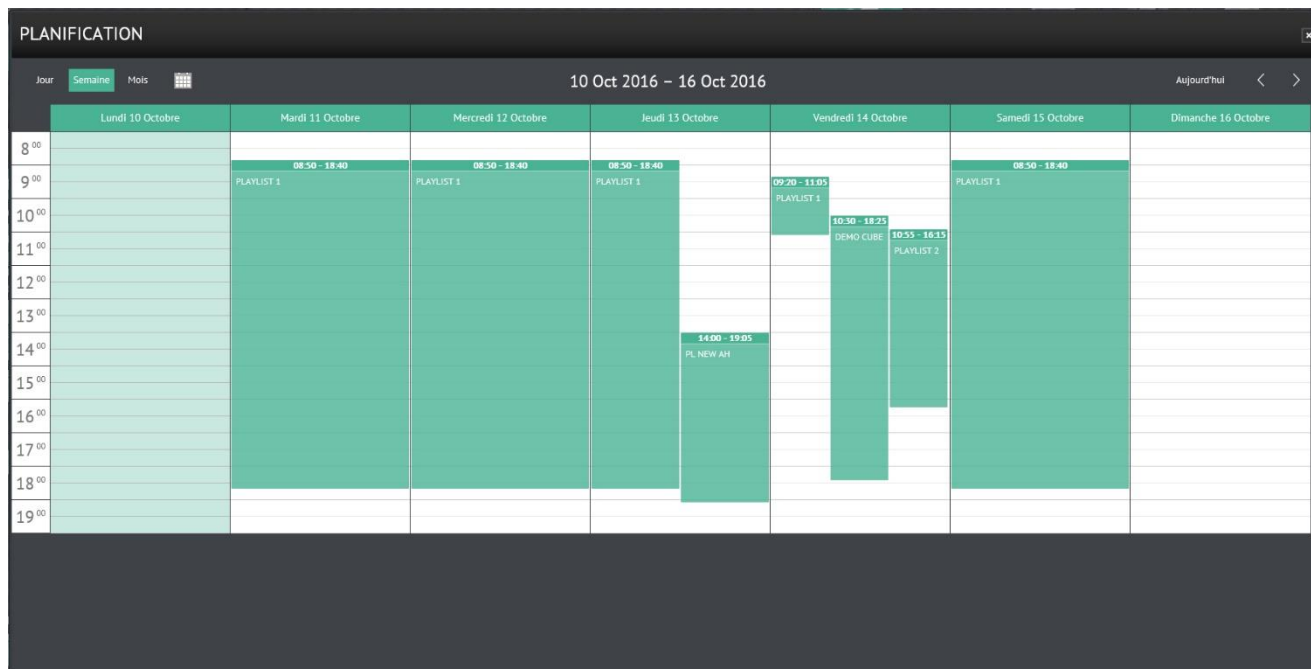 PLANIFICATION
Jour Semaine Mois 10 Oct 2016 – 16 Oct 2016 Aujourd'hui
Lundi 10 Octobre Mardi 11 Octobre Mercredi 12 Octobre Jeudi 13 Octobre Vendredi 14 Octobre Samedi 15 Octobre Dimanche 16 Octobre
8 00
08:50 - 18:40 08:50 - 18:40 08:50 - 18:40 08:50 - 18:40
9 00 PLAYLIST 1 PLAYLIST 1 PLAYLIST 1 09:20 - 11:05 PLAYLIST 1
PLAYLIST 1
10 00 10:30 - 18:25
DEMO CUBE 10:55 - 16:15
11 00 PLAYLIST 2
12 00
13 00
14:00 - 19:05
14 00 PL NEW AH
15 00
16 00
17 00
18 00
19 00